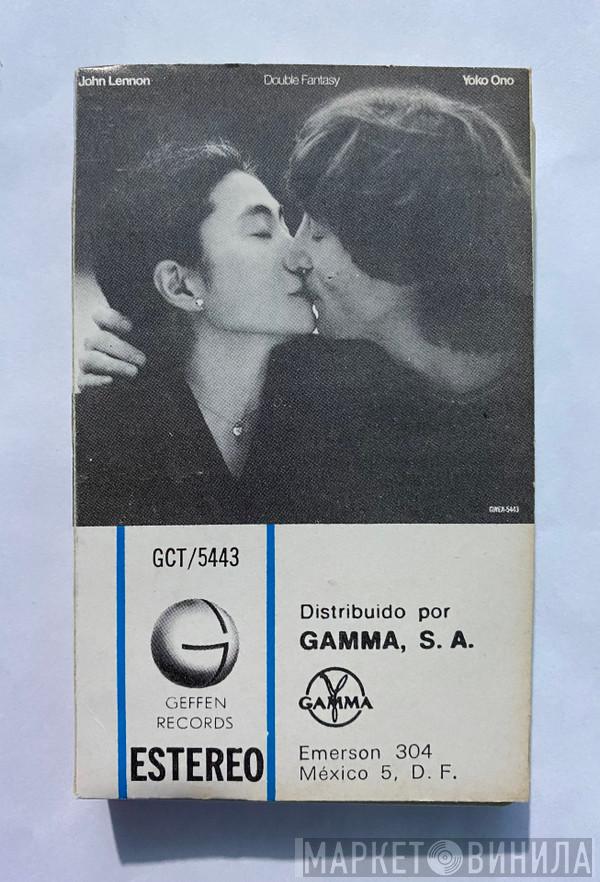 John Lennon Double Fantasy Yoko Ono
GWEA-5443
GCT/5443
G
GEFFEN
RECORDS
ESTEREO
Distribuido por
GAMMA, S. A.
GAMMA
Emerson 304
México 5, D. F.
МАРКЕТ ВИНИЛА